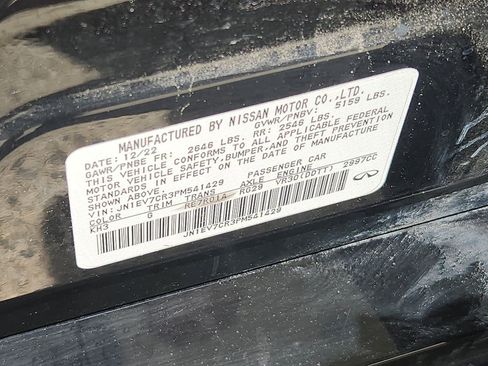 MANUFACTURED BY NISSAN MOTOR CO.,LTD.
DATE: 12/22 GVWR/PNBV: 5159 LBS.
GAWR/PNBE FR: 2646 LBS. RR: 2546 LBS.
THIS VEHICLE CONFORMS TO ALL APPLICABLE FEDERAL
MOTOR VEHICLE SAFETY,BUMPER,AND THEFT PREVENTION
STANDARDS IN EFFECT ON THE DATE OF MANUFACTURE
SHOWN ABOVE.
VIN:JN1EV7CR3PM541429 PASSENGER CAR
COLOR TRIM TRANS AXLE ENGINE 2997CC
KH3 G RE7R01A RG29 VR30(DDTT)
JN1EV7CR3PM541429